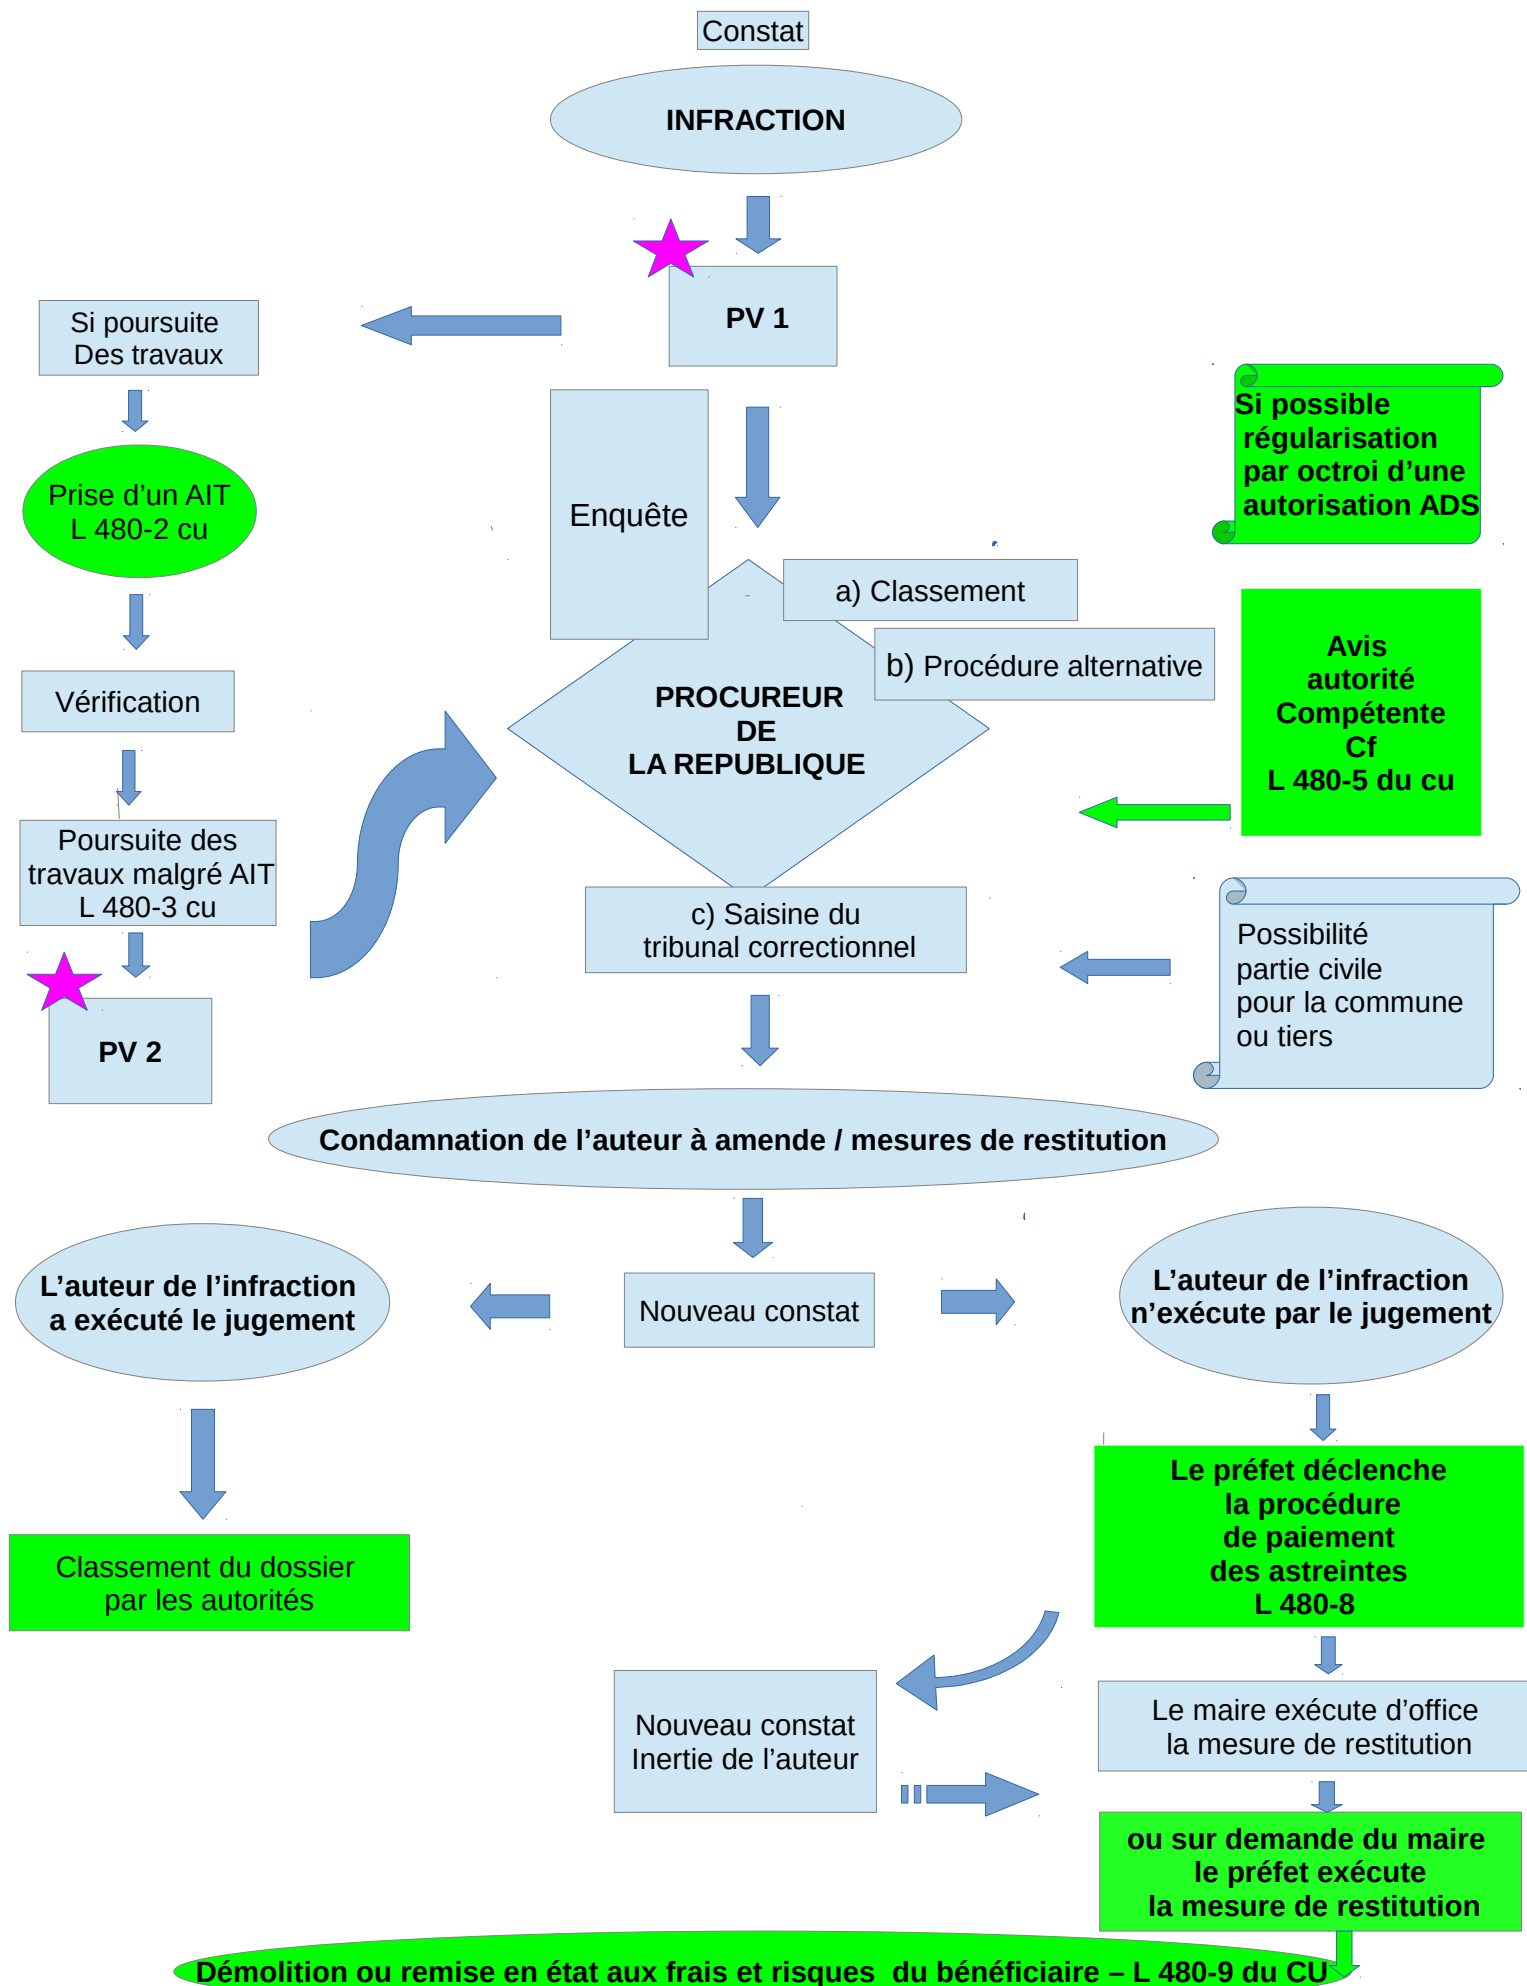 Constat
INFRACTION
PV 1
Si poursuite
Des travaux
Prise d’un AIT
L 480-2 cu
Vérification
Poursuite des
travaux malgré AIT
L 480-3 cu
PV 2
Enquête
PROCUREUR
DE
LA REPUBLIQUE
a) Classement
b) Procédure alternative
c) Saisine du
tribunal correctionnel
Si possible
régularisation
par octroi d’une
autorisation ADS
Avis
autorité
Compétente
Cf
L 480-5 du cu
Possibilité
partie civile
pour la commune
ou tiers
Condamnation de l’auteur à amende / mesures de restitution
Nouveau constat
L’auteur de l’infraction
a exécuté le jugement
Classement du dossier
par les autorités
L’auteur de l’infraction
n’exécute par le jugement
Le préfet déclenche
la procédure
de paiement
des astreintes
L 480-8
Nouveau constat
Inertie de l’auteur
Le maire exécute d’office
la mesure de restitution
ou sur demande du maire
le préfet exécute
la mesure de restitution
Démolition ou remise en état aux frais et risques du bénéficiaire – L 480-9 du CU